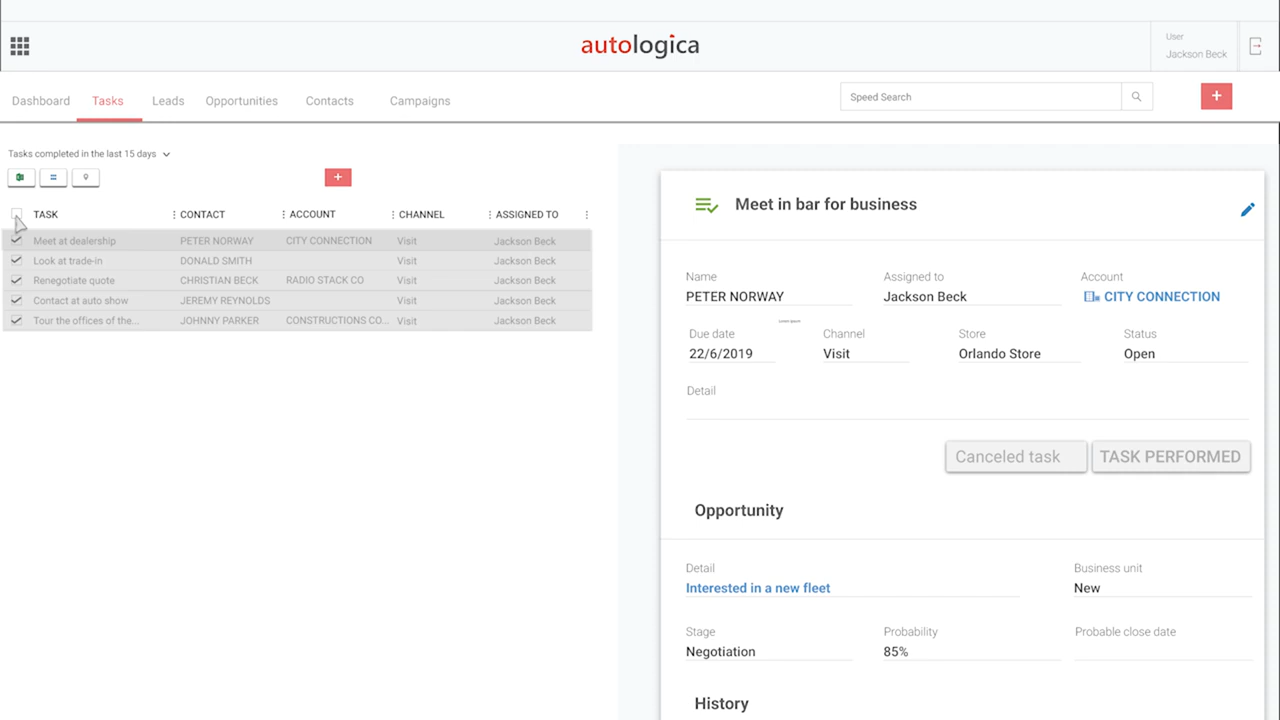 autologica
User
Jackson Beck
Dashboard Tasks Leads Opportunities Contacts Campaigns
Speed Search
+
Tasks completed in the last 15 days
+
TASK CONTACT ACCOUNT CHANNEL ASSIGNED TO
Meet at dealership PETER NORWAY CITY CONNECTION Visit Jackson Beck
Look at trade-in DONALD SMITH Visit Jackson Beck
Renegotiate quote CHRISTIAN BECK RADIO STACK CO Visit Jackson Beck
Contact at auto show JEREMY REYNOLDS Visit Jackson Beck
Tour the offices of the... JOHNNY PARKER CONSTRUCTIONS CO... Visit Jackson Beck
Meet in bar for business
Name Assigned to Account
PETER NORWAY Jackson Beck CITY CONNECTION
Lorem ipsum
Due date Channel Store Status
22/6/2019 Visit Orlando Store Open
Detail
Canceled task TASK PERFORMED
Opportunity
Detail Business unit
Interested in a new fleet New
Stage Probability Probable close date
Negotiation 85%
History